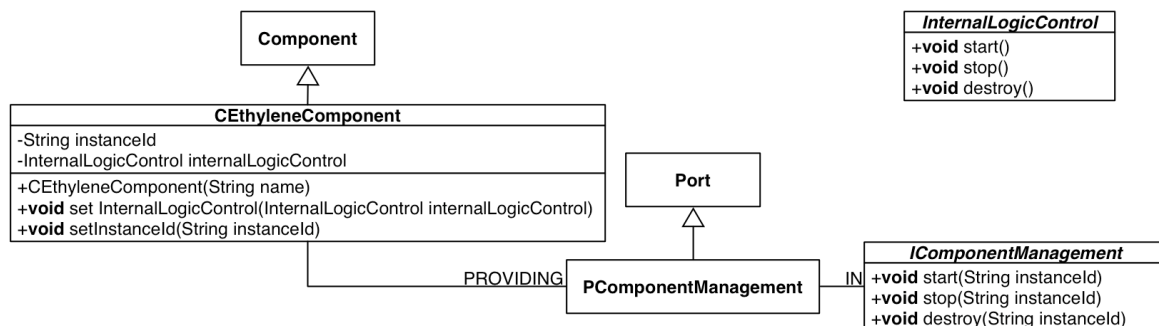 Component
InternalLogicControl
+void start()
+void stop()
+void destroy()
CEthyleneComponent
-String instanceId
-InternalLogicControl internalLogicControl
+CEthyleneComponent(String name)
+void set InternalLogicControl(InternalLogicControl internalLogicControl)
+void setInstanceId(String instanceId)
Port
PROVIDING
PComponentManagement
IN
IComponentManagement
+void start(String instanceId)
+void stop(String instanceId)
+void destroy(String instanceId)